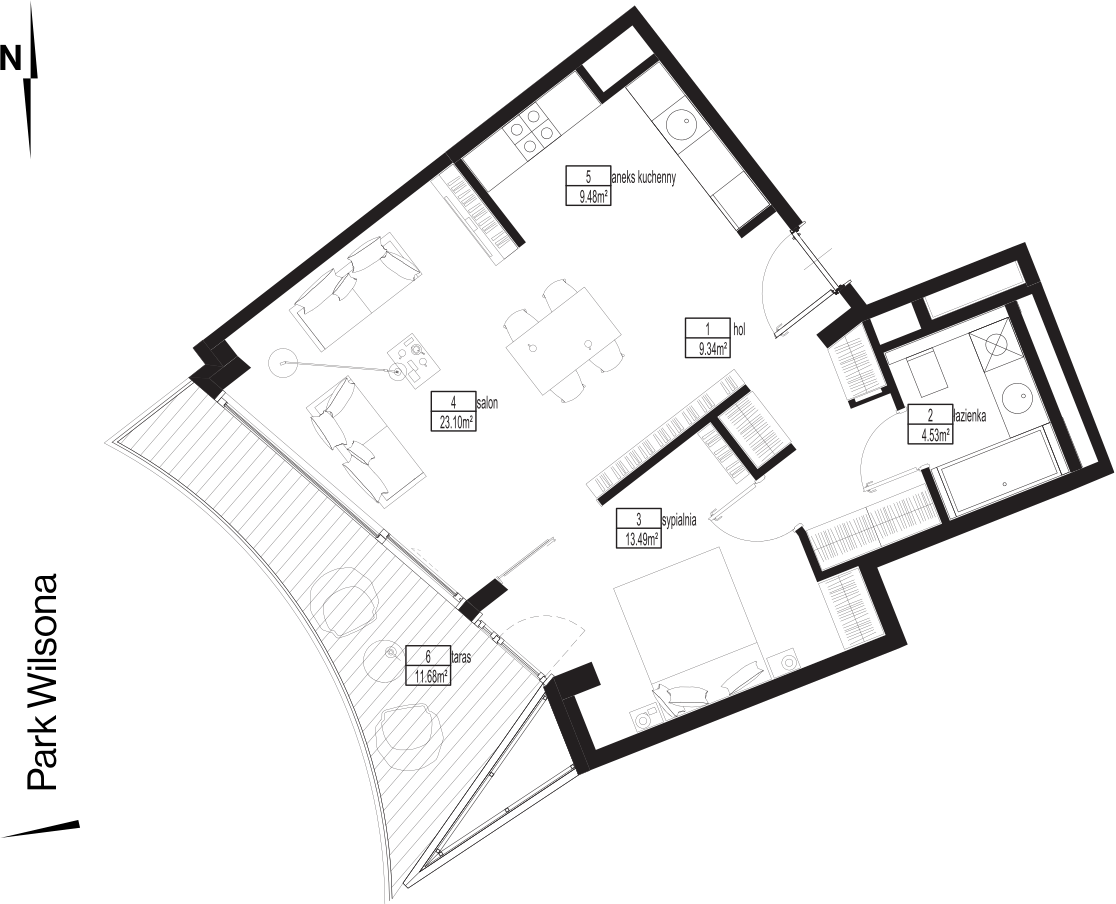 N
5
aneks kuchenny
9.48m²
1
hol
9.34m²
4
salon
23.10m²
2
łazienka
4.53m²
3
sypialnia
13.49m²
6
taras
11.68m²
Park Wilsona